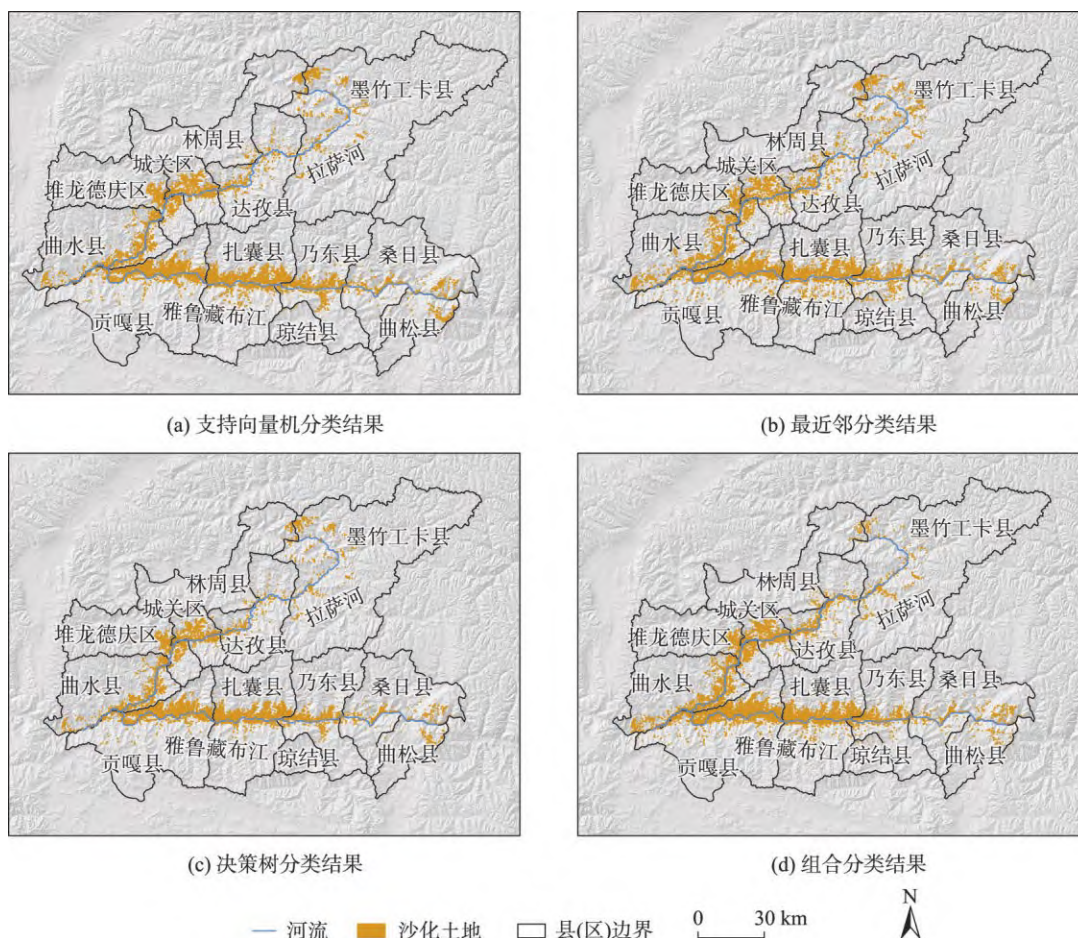 墨竹工卡县
林周县
城关区
拉萨河
堆龙德庆区
达孜县
曲水县
扎囊县
乃东县
桑日县
雅鲁藏布江
贡嘎县
琼结县
曲松县
(a) 支持向量机分类结果
墨竹工卡县
林周县
城关区
拉萨河
堆龙德庆区
达孜县
曲水县
扎囊县
乃东县
桑日县
雅鲁藏布江
贡嘎县
琼结县
曲松县
(b) 最近邻分类结果
墨竹工卡县
林周县
城关区
拉萨河
堆龙德庆区
达孜县
曲水县
扎囊县
乃东县
桑日县
雅鲁藏布江
贡嘎县
琼结县
曲松县
(c) 决策树分类结果
墨竹工卡县
林周县
城关区
拉萨河
堆龙德庆区
达孜县
曲水县
扎囊县
乃东县
桑日县
雅鲁藏布江
贡嘎县
琼结县
曲松县
(d) 组合分类结果
河流 沙化土地 县(区)边界 0 30 km N